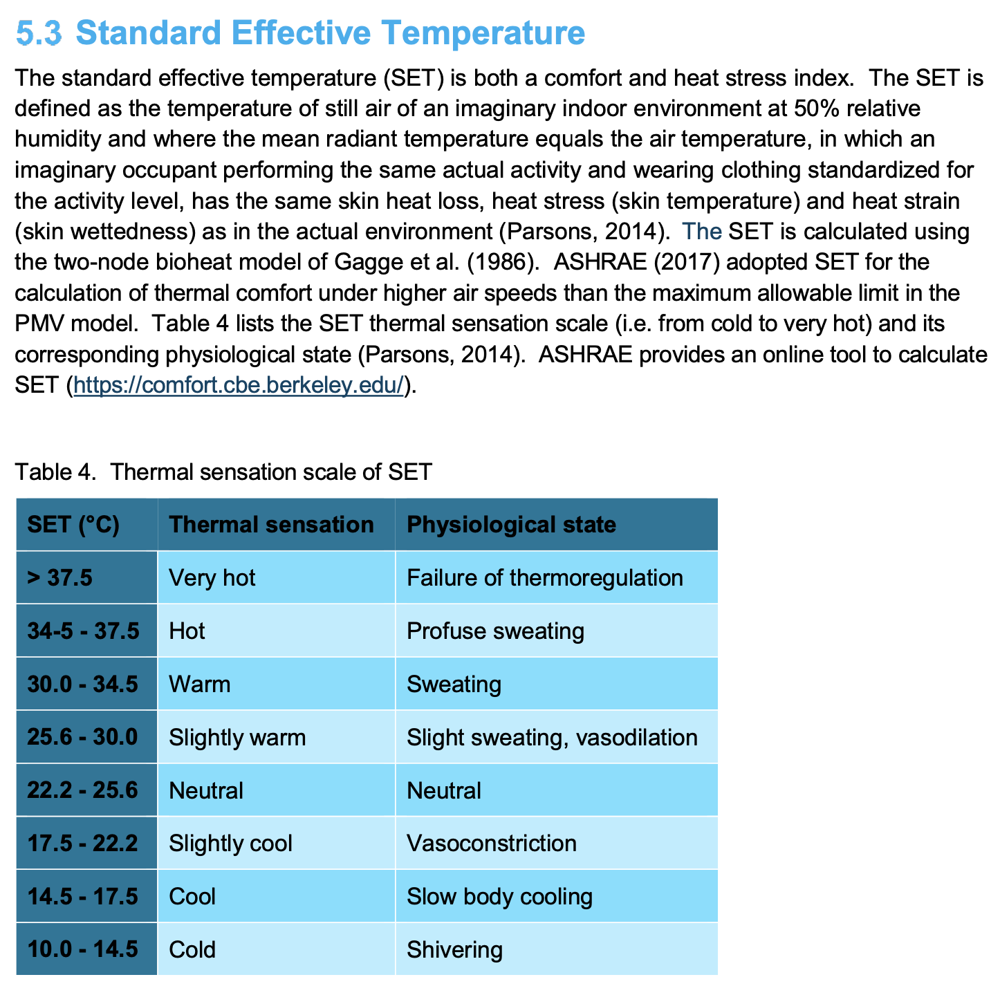 5.3 Standard Effective Temperature
The standard effective temperature (SET) is both a comfort and heat stress index.  The SET is
defined as the temperature of still air of an imaginary indoor environment at 50% relative
humidity and where the mean radiant temperature equals the air temperature, in which an
imaginary occupant performing the same actual activity and wearing clothing standardized for
the activity level, has the same skin heat loss, heat stress (skin temperature) and heat strain
(skin wettedness) as in the actual environment (Parsons, 2014).  The SET is calculated using
the two-node bioheat model of Gagge et al. (1986).  ASHRAE (2017) adopted SET for the
calculation of thermal comfort under higher air speeds than the maximum allowable limit in the
PMV model.  Table 4 lists the SET thermal sensation scale (i.e. from cold to very hot) and its
corresponding physiological state (Parsons, 2014).  ASHRAE provides an online tool to calculate
SET (https://comfort.cbe.berkeley.edu/).
Table 4.  Thermal sensation scale of SET
SET (°C) Thermal sensation Physiological state
> 37.5 Very hot Failure of thermoregulation
34-5 - 37.5 Hot Profuse sweating
30.0 - 34.5 Warm Sweating
25.6 - 30.0 Slightly warm Slight sweating, vasodilation
22.2 - 25.6 Neutral Neutral
17.5 - 22.2 Slightly cool Vasoconstriction
14.5 - 17.5 Cool Slow body cooling
10.0 - 14.5 Cold Shivering